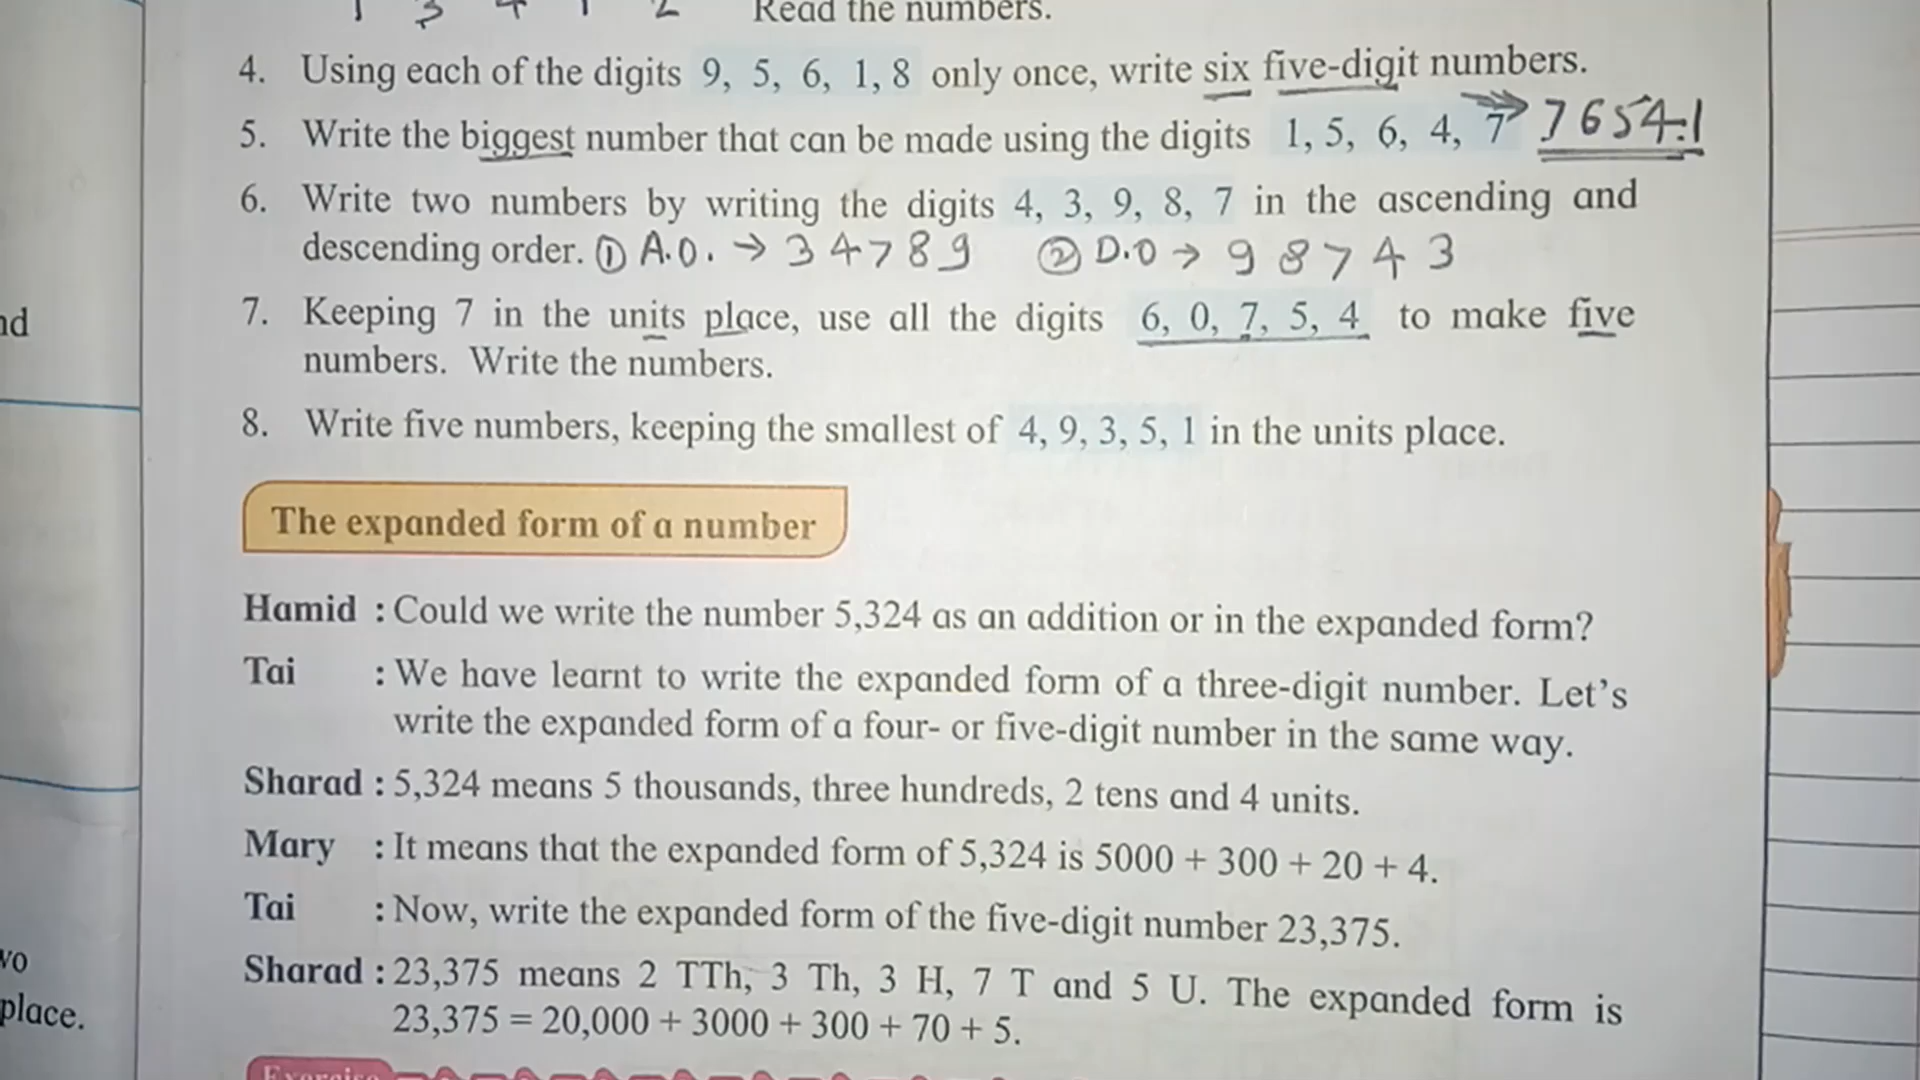 1 3 4 1 2 Read the numbers.
4. Using each of the digits 9, 5, 6, 1, 8 only once, write six five-digit numbers.
5. Write the biggest number that can be made using the digits 1, 5, 6, 4, 7 → 76541
6. Write two numbers by writing the digits 4, 3, 9, 8, 7 in the ascending and
descending order. ① A.O. → 34789 ② D.O → 98743
7. Keeping 7 in the units place, use all the digits 6, 0, 7, 5, 4 to make five
numbers. Write the numbers.
8. Write five numbers, keeping the smallest of 4, 9, 3, 5, 1 in the units place.
The expanded form of a number
Hamid : Could we write the number 5,324 as an addition or in the expanded form?
Tai : We have learnt to write the expanded form of a three-digit number. Let's
write the expanded form of a four- or five-digit number in the same way.
Sharad : 5,324 means 5 thousands, three hundreds, 2 tens and 4 units.
Mary : It means that the expanded form of 5,324 is 5000 + 300 + 20 + 4.
Tai : Now, write the expanded form of the five-digit number 23,375.
Sharad : 23,375 means 2 TTh, 3 Th, 3 H, 7 T and 5 U. The expanded form is
23,375 = 20,000 + 3000 + 300 + 70 + 5.
Exercise
place.